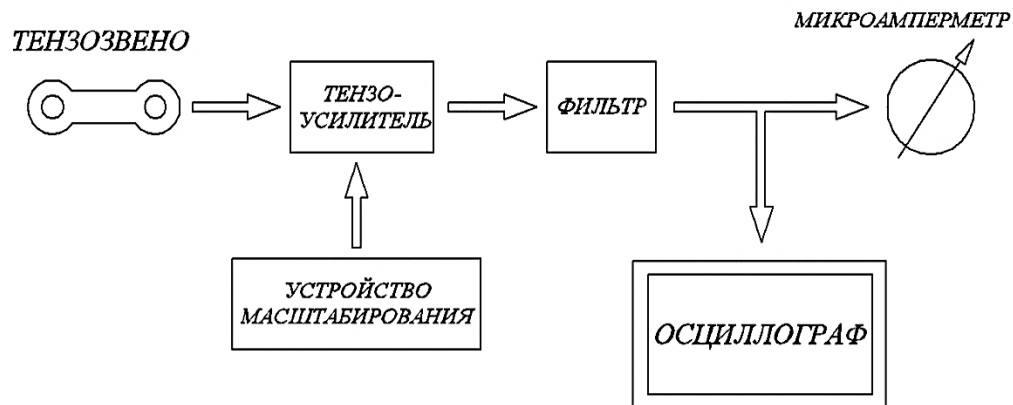 ТЕНЗОЗВЕНО
МИКРОАМПЕРМЕТР
ТЕНЗО-
УСИЛИТЕЛЬ
ФИЛЬТР
УСТРОЙСТВО
МАСШТАБИРОВАНИЯ
ОСЦИЛЛОГРАФ